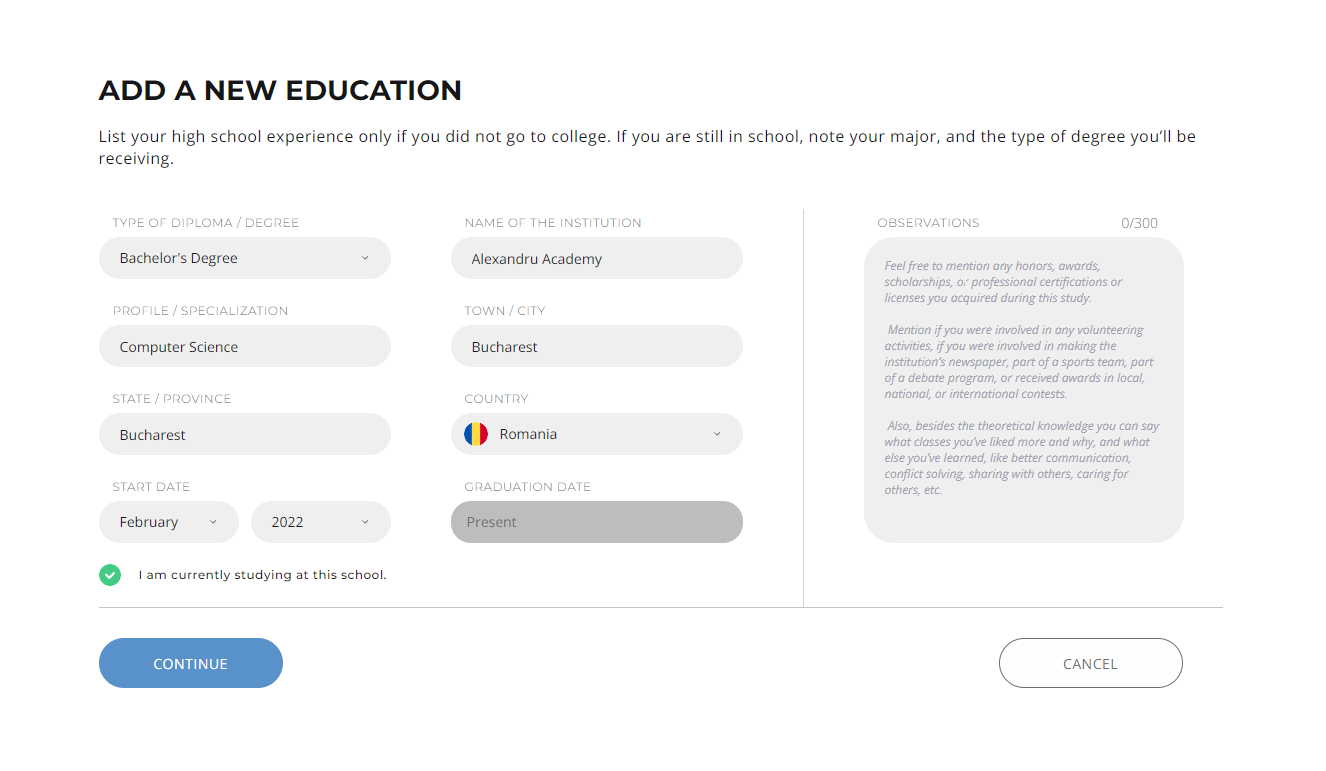 ADD A NEW EDUCATION
List your high school experience only if you did not go to college. If you are still in school, note your major, and the type of degree you'll be
receiving.
TYPE OF DIPLOMA / DEGREE
Bachelor's Degree
NAME OF THE INSTITUTION
Alexandru Academy
PROFILE / SPECIALIZATION
Computer Science
TOWN / CITY
Bucharest
STATE / PROVINCE
Bucharest
COUNTRY
Romania
START DATE
February
2022
GRADUATION DATE
Present
I am currently studying at this school.
OBSERVATIONS
0/300
Feel free to mention any honors, awards,
scholarships, or professional certifications or
licenses you acquired during this study.
Mention if you were involved in any volunteering
activities, if you were involved in making the
institution's newspaper, part of a sports team, part
of a debate program, or received awards in local,
national, or international contests.
Also, besides the theoretical knowledge you can say
what classes you've liked more and why, and what
else you've learned, like better communication,
conflict solving, sharing with others, caring for
others, etc.
CONTINUE
CANCEL